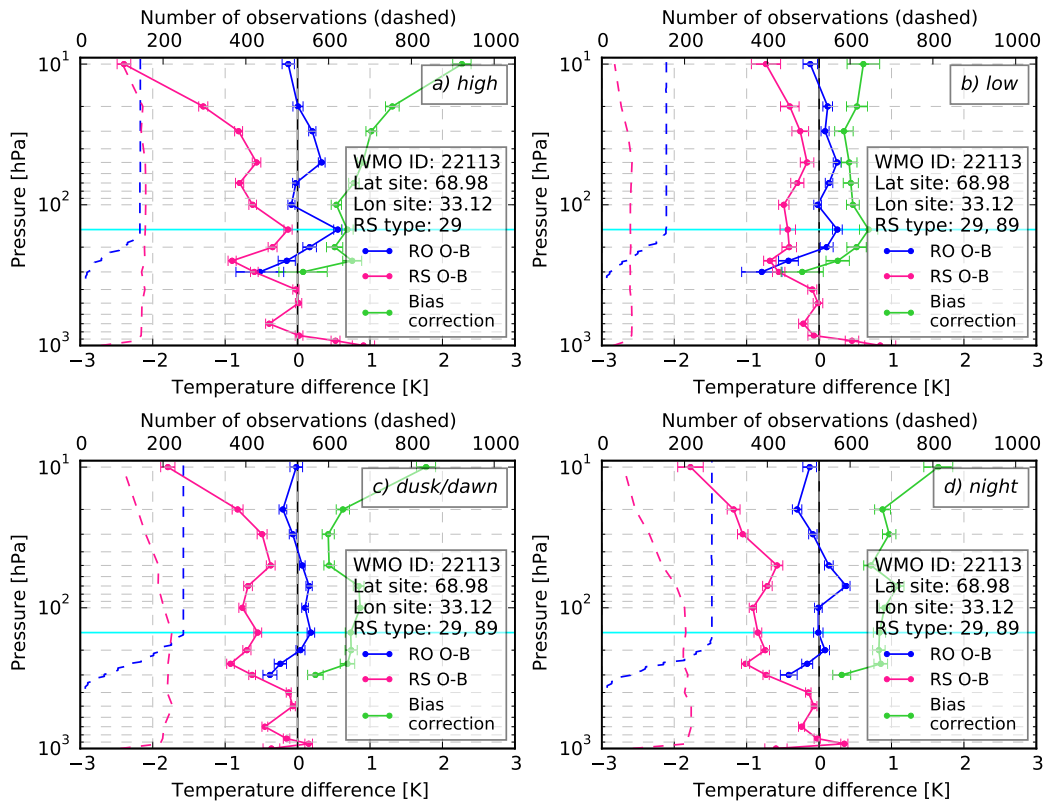 Number of observations (dashed)
0 200 400 600 800 1000
a) high
10¹
10²
10³
Pressure [hPa]
WMO ID: 22113
Lat site: 68.98
Lon site: 33.12
RS type: 29
RO O-B
RS O-B
Bias
correction
−3 −2 −1 0 1 2 3
Temperature difference [K]
Number of observations (dashed)
0 200 400 600 800 1000
b) low
10¹
10²
10³
Pressure [hPa]
WMO ID: 22113
Lat site: 68.98
Lon site: 33.12
RS type: 29, 89
RO O-B
RS O-B
Bias
correction
−3 −2 −1 0 1 2 3
Temperature difference [K]
Number of observations (dashed)
0 200 400 600 800 1000
c) dusk/dawn
10¹
10²
10³
Pressure [hPa]
WMO ID: 22113
Lat site: 68.98
Lon site: 33.12
RS type: 29, 89
RO O-B
RS O-B
Bias
correction
−3 −2 −1 0 1 2 3
Temperature difference [K]
Number of observations (dashed)
0 200 400 600 800 1000
d) night
10¹
10²
10³
Pressure [hPa]
WMO ID: 22113
Lat site: 68.98
Lon site: 33.12
RS type: 29, 89
RO O-B
RS O-B
Bias
correction
−3 −2 −1 0 1 2 3
Temperature difference [K]